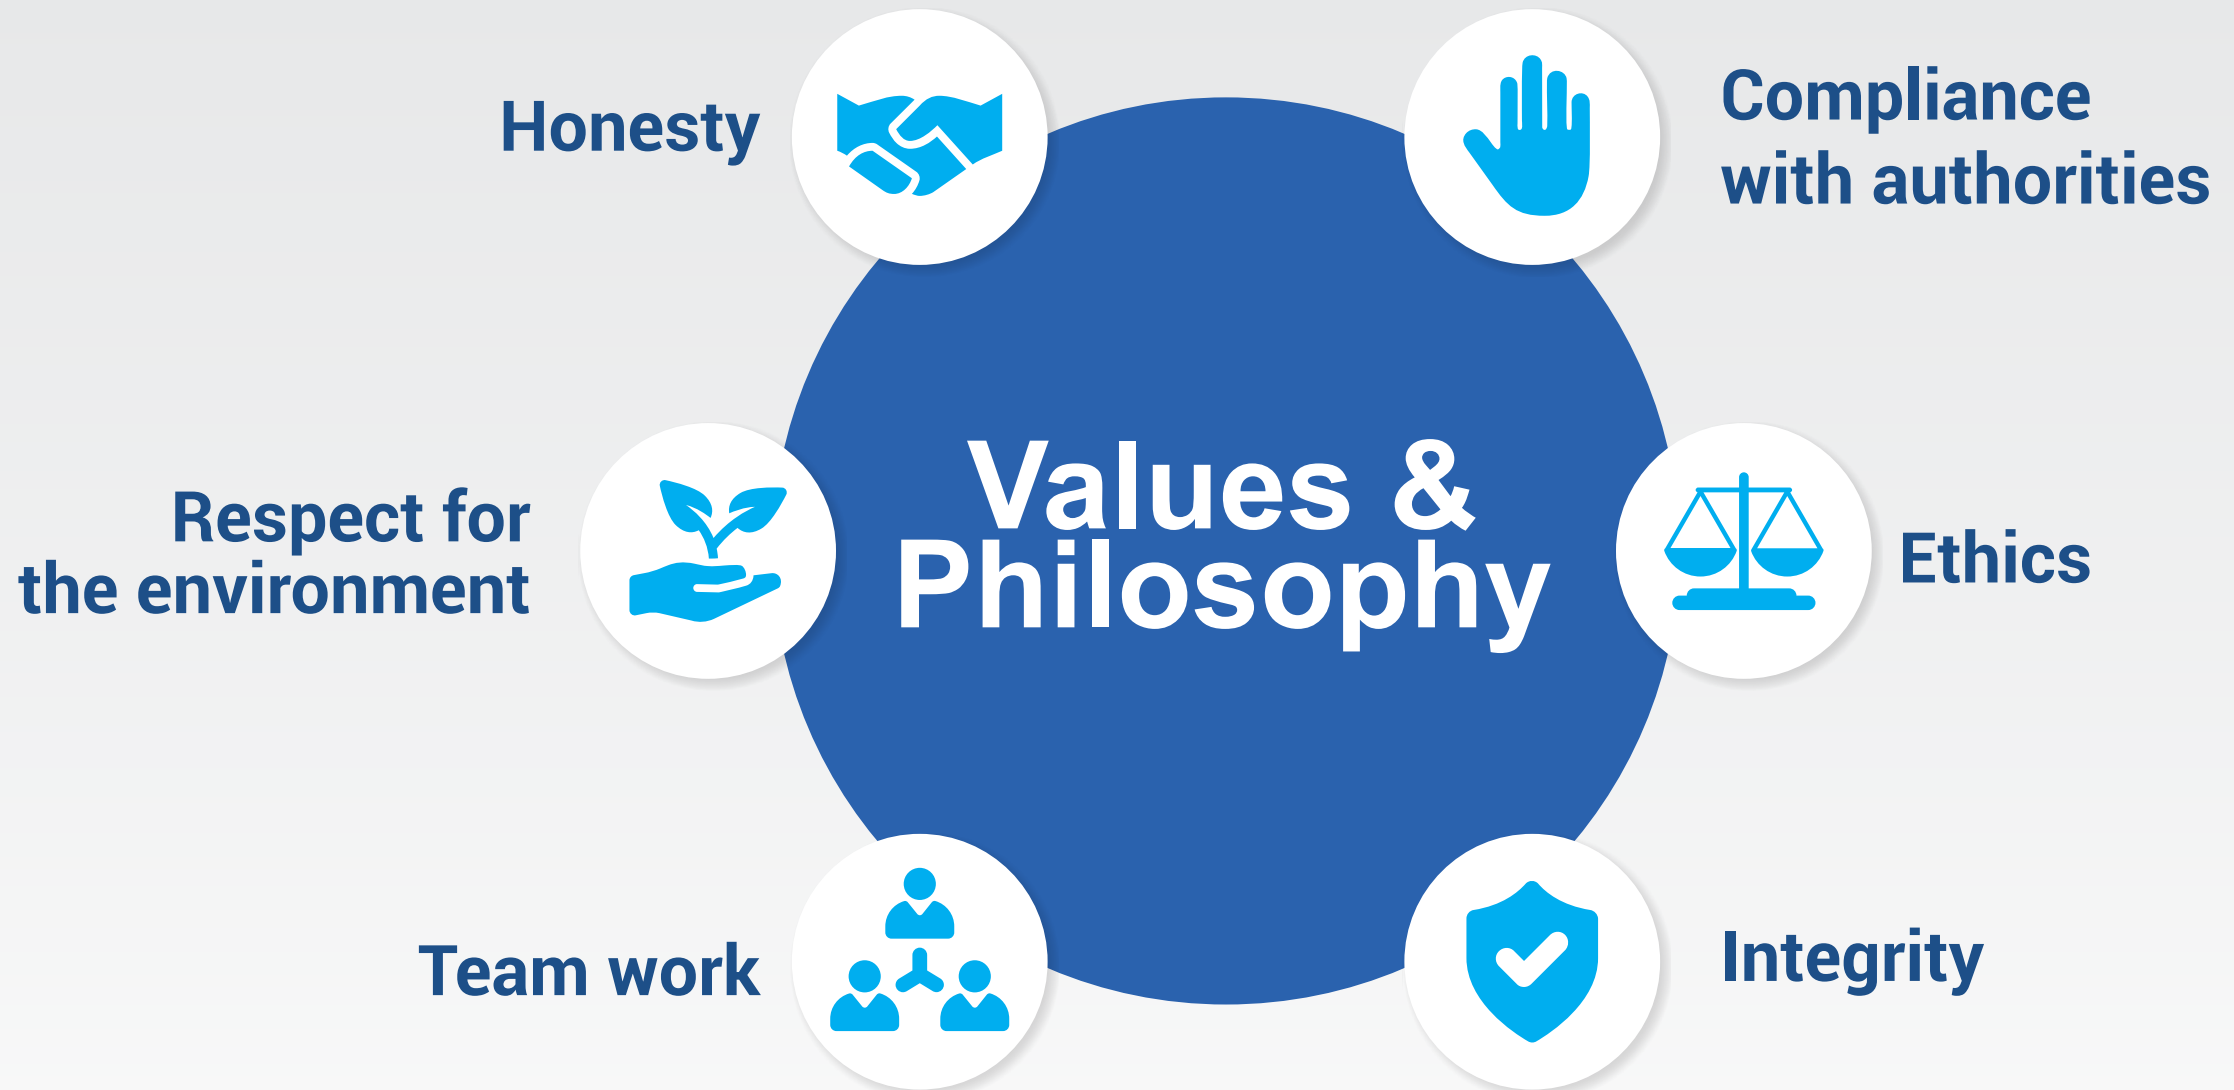 Honesty
Compliance
with authorities
Values &
Philosophy
Respect for
the environment
Ethics
Team work
Integrity